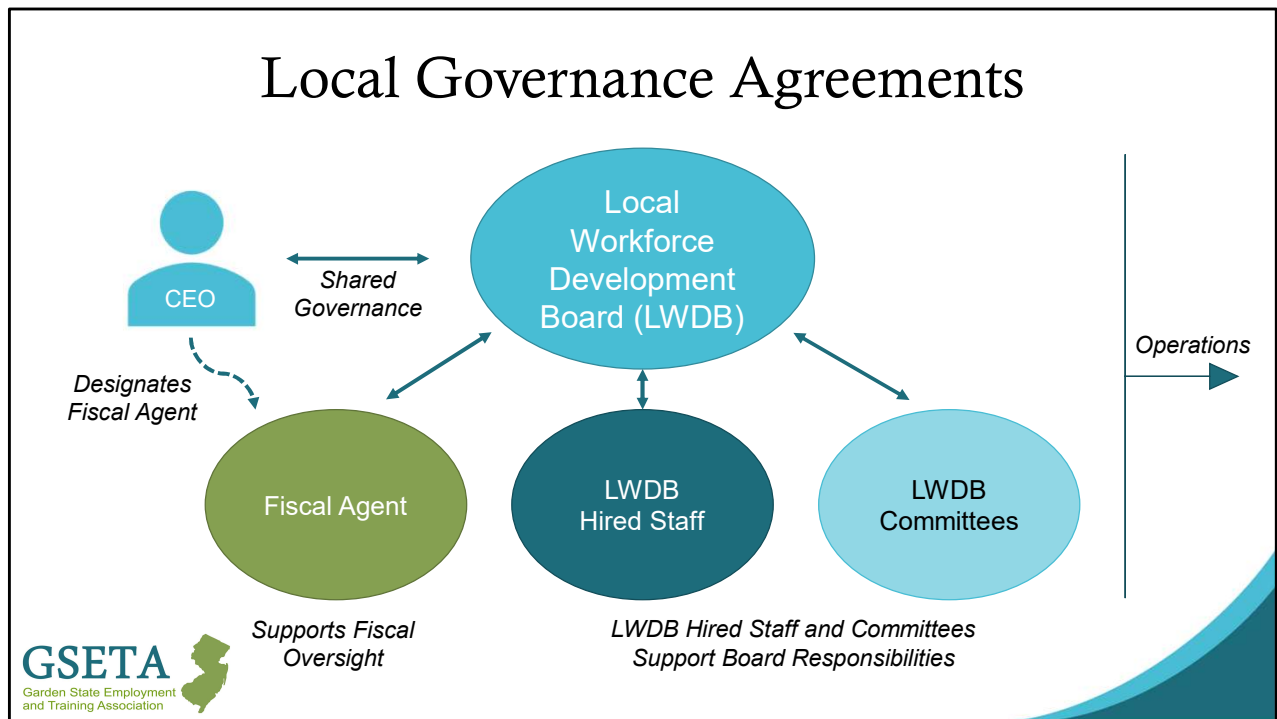 Local Governance Agreements
Local
Workforce
Development
Board (LWDB)
CEO
Shared
Governance
Operations
Designates
Fiscal Agent
Fiscal Agent
LWDB
Hired Staff
LWDB
Committees
Supports Fiscal
Oversight
LWDB Hired Staff and Committees
Support Board Responsibilities
GSETA
Garden State Employment
and Training Association